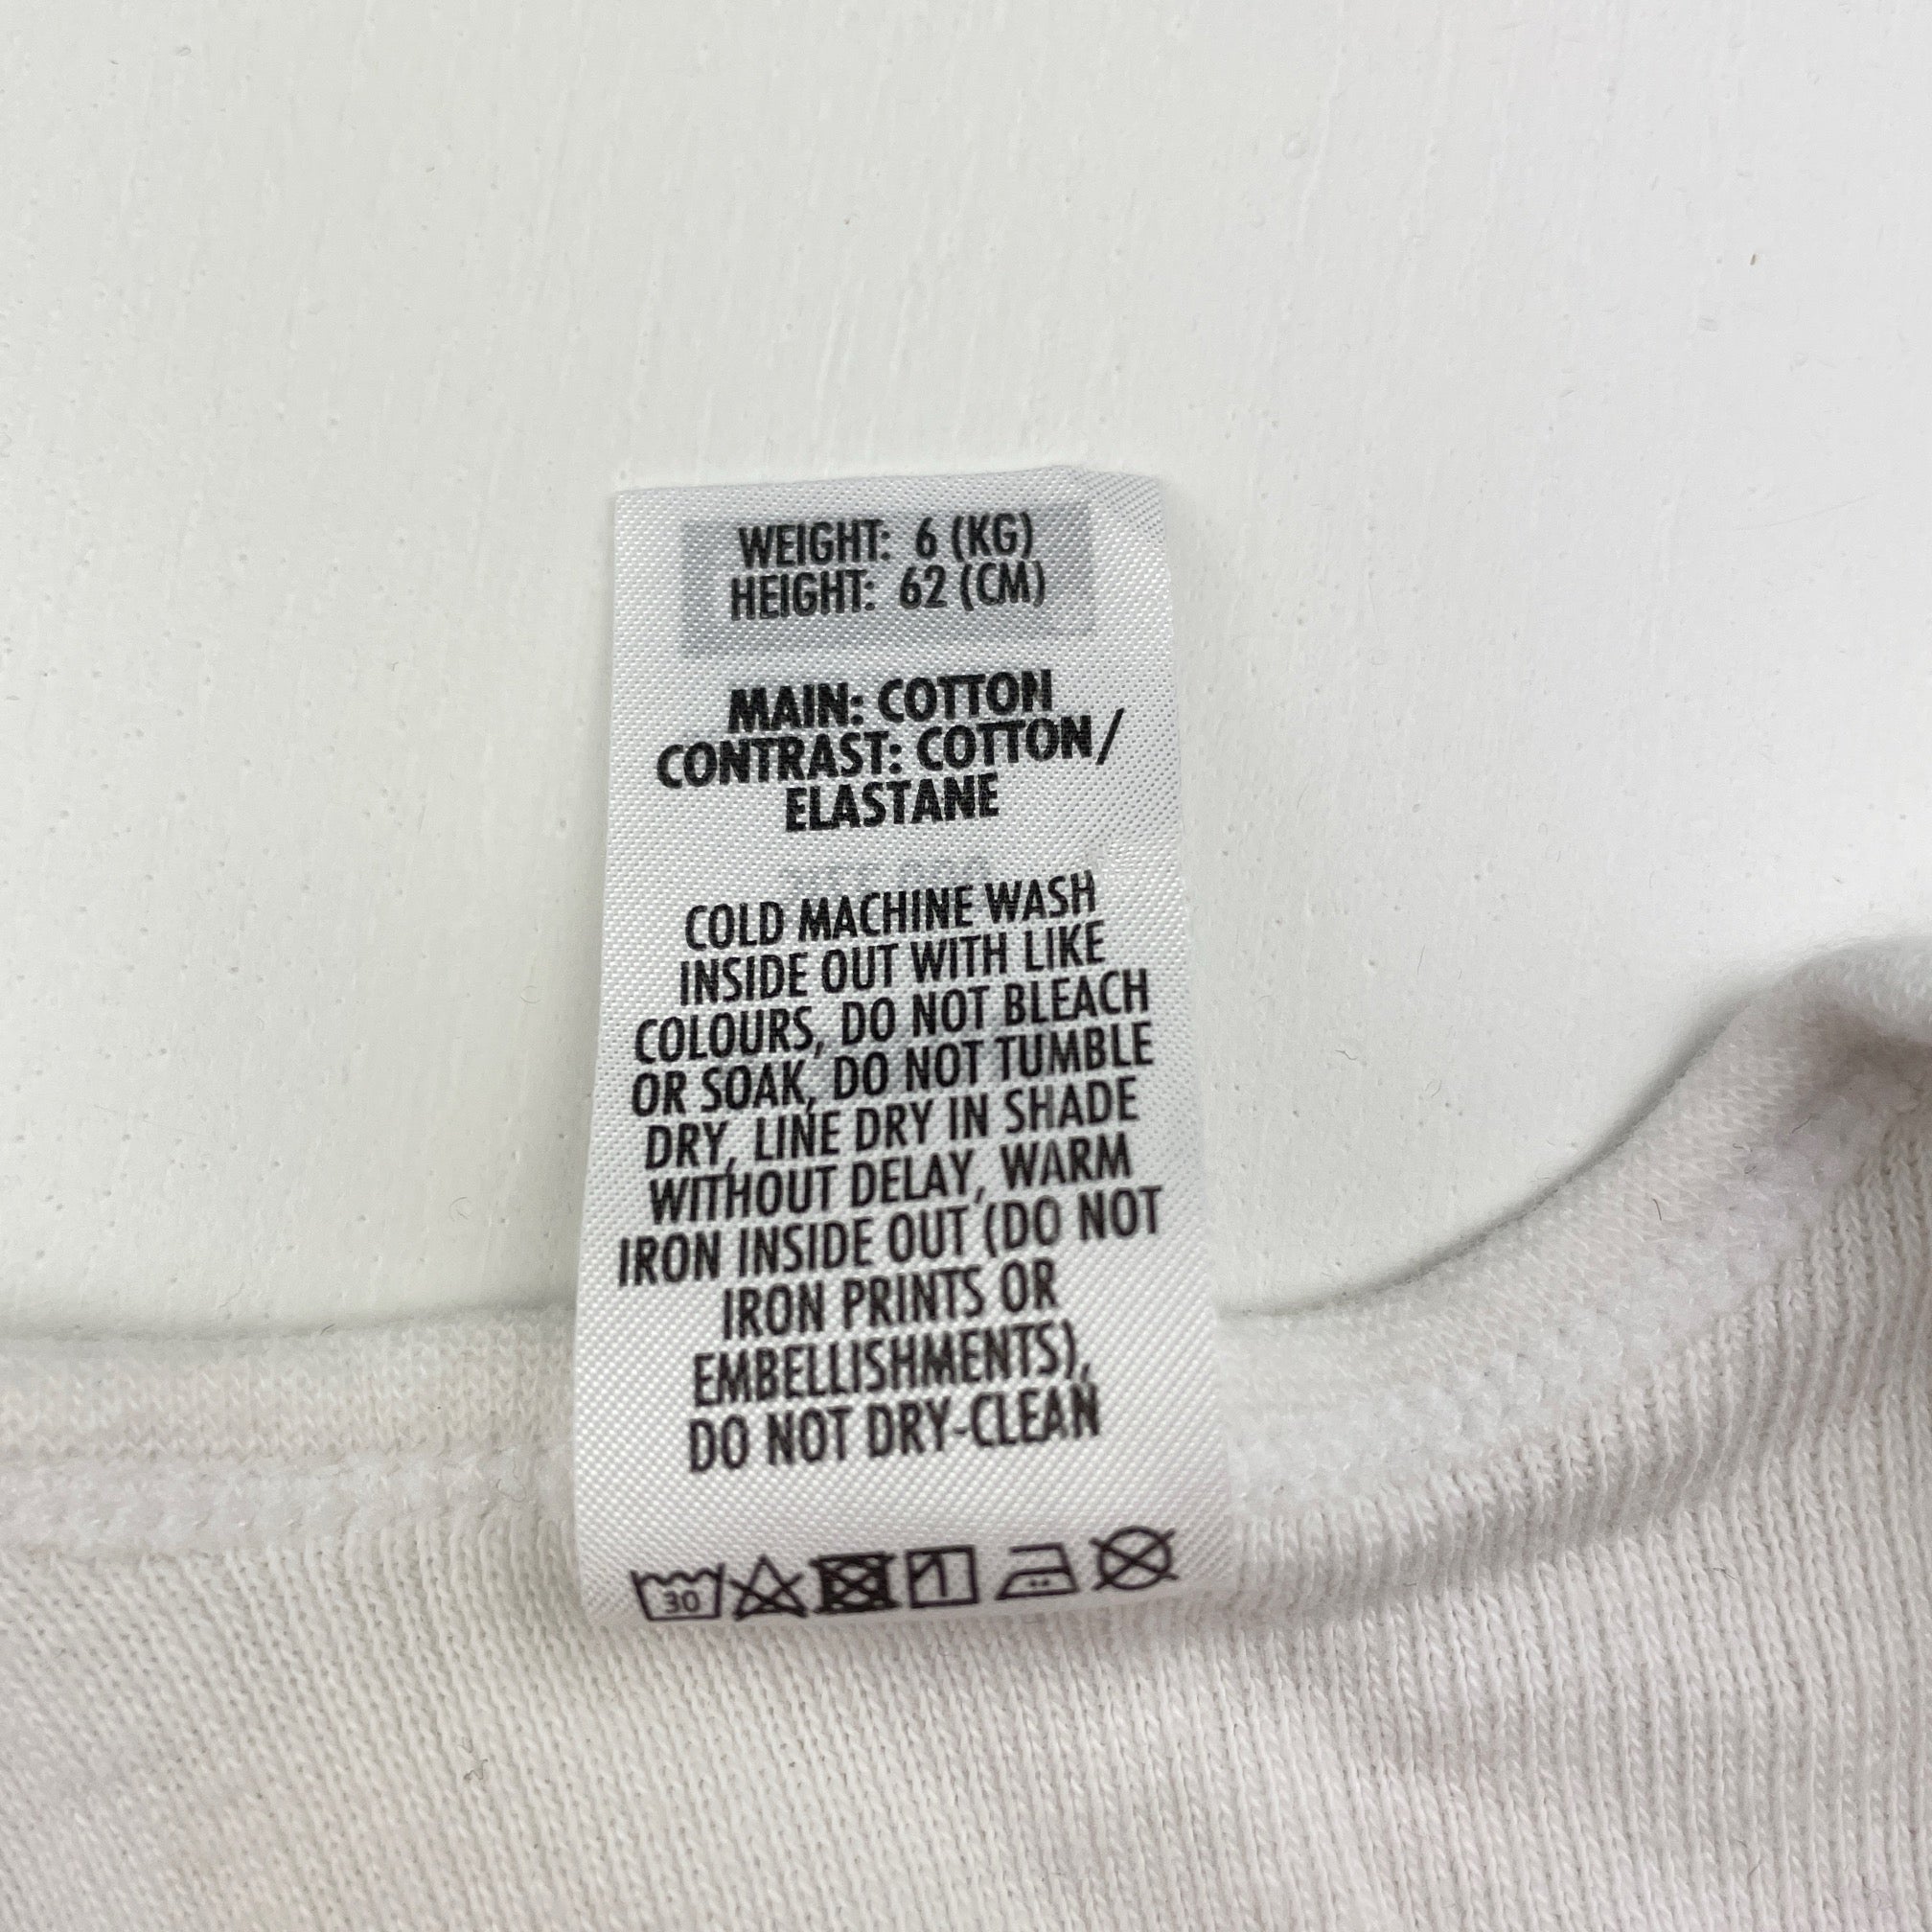 WEIGHT: 6 (KG)
HEIGHT: 62 (CM)
MAIN: COTTON
CONTRAST: COTTON/
ELASTANE
COLD MACHINE WASH
INSIDE OUT WITH LIKE
COLOURS, DO NOT BLEACH
OR SOAK, DO NOT TUMBLE
DRY, LINE DRY IN SHADE
WITHOUT DELAY, WARM
IRON INSIDE OUT (DO NOT
IRON PRINTS OR
EMBELLISHMENTS),
DO NOT DRY-CLEAN
30